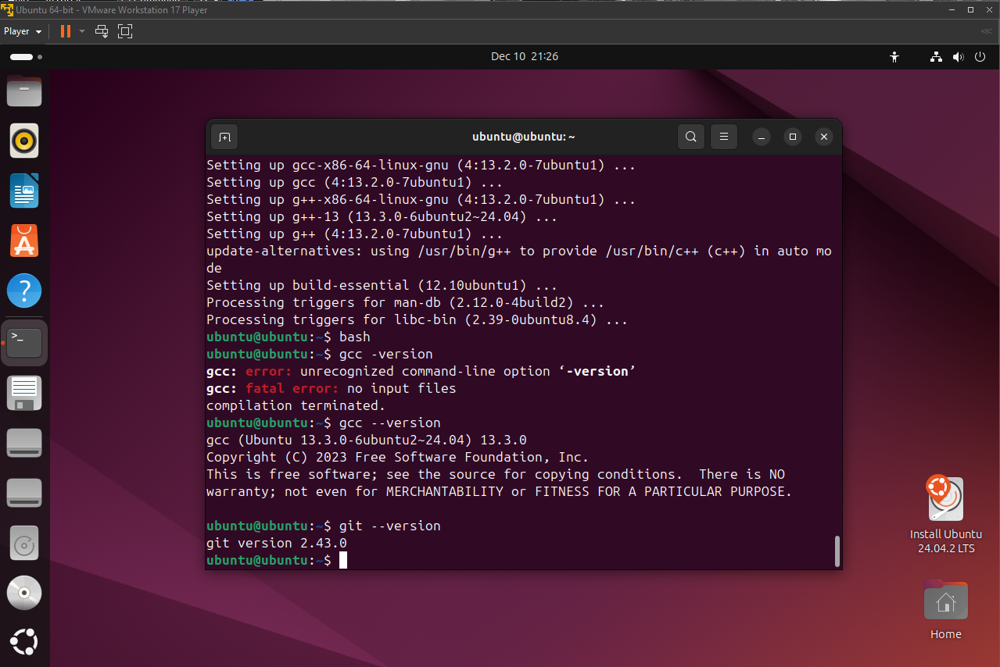 Ubuntu 64-bit - VMware Workstation 17 Player
Player
Dec 10 21:26
ubuntu@ubuntu: ~
Setting up gcc-x86-64-linux-gnu (4:13.2.0-7ubuntu1) ...
Setting up gcc (4:13.2.0-7ubuntu1) ...
Setting up g++-x86-64-linux-gnu (4:13.2.0-7ubuntu1) ...
Setting up g++-13 (13.3.0-6ubuntu2~24.04) ...
Setting up g++ (4:13.2.0-7ubuntu1) ...
update-alternatives: using /usr/bin/g++ to provide /usr/bin/c++ (c++) in auto mo
de
Setting up build-essential (12.10ubuntu1) ...
Processing triggers for man-db (2.12.0-4build2) ...
Processing triggers for libc-bin (2.39-0ubuntu8.4) ...
ubuntu@ubuntu:~$ bash
ubuntu@ubuntu:~$ gcc -version
gcc: error: unrecognized command-line option ‘-version’
gcc: fatal error: no input files
compilation terminated.
ubuntu@ubuntu:~$ gcc --version
gcc (Ubuntu 13.3.0-6ubuntu2~24.04) 13.3.0
Copyright (C) 2023 Free Software Foundation, Inc.
This is free software; see the source for copying conditions.  There is NO
warranty; not even for MERCHANTABILITY or FITNESS FOR A PARTICULAR PURPOSE.
ubuntu@ubuntu:~$ git --version
git version 2.43.0
ubuntu@ubuntu:~$
Install Ubuntu
24.04.2 LTS
Home